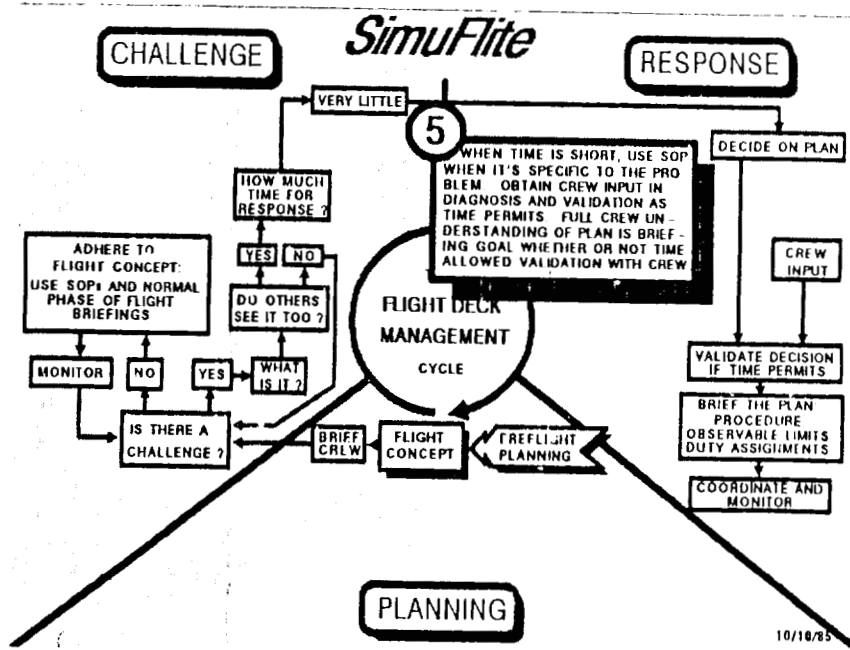 SimuFlite
CHALLENGE
RESPONSE
VERY LITTLE
5
WHEN TIME IS SHORT, USE SOP
WHEN IT'S SPECIFIC TO THE PRO
BLEM. OBTAIN CREW INPUT IN
DIAGNOSIS AND VALIDATION AS
TIME PERMITS. FULL CREW UN-
DERSTANDING OF PLAN IS BRIEF-
ING GOAL WHETHER OR NOT TIME
ALLOWED VALIDATION WITH CREW
DECIDE ON PLAN
HOW MUCH
TIME FOR
RESPONSE ?
YES
NO
DO OTHERS
SEE IT TOO ?
ADHERE TO
FLIGHT CONCEPT:
USE SOPs AND NORMAL
PHASE OF FLIGHT
BRIEFINGS
MONITOR
NO
YES
WHAT
IS IT ?
IS THERE A
CHALLENGE ?
FLIGHT DECK
MANAGEMENT
CYCLE
BRIEF
CREW
FLIGHT
CONCEPT
PREFLIGHT
PLANNING
CREW
INPUT
VALIDATE DECISION
IF TIME PERMITS
BRIEF THE PLAN
PROCEDURE
OBSERVABLE LIMITS
DUTY ASSIGNMENTS
COORDINATE AND
MONITOR
PLANNING
10/10/85